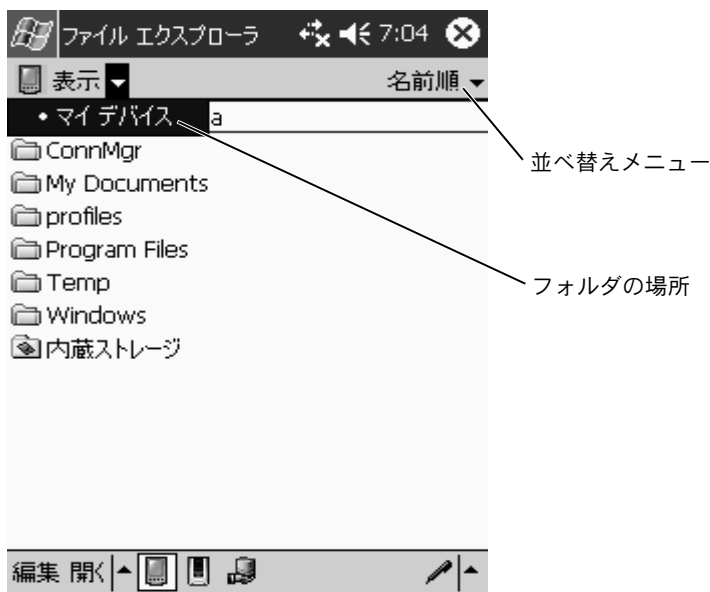 ファイル エクスプローラ 7:04
表示 名前順
• マイ デバイス a
ConnMgr
並べ替えメニュー
My Documents
profiles
Program Files
Temp
フォルダの場所
Windows
内蔵ストレージ
編集 開く